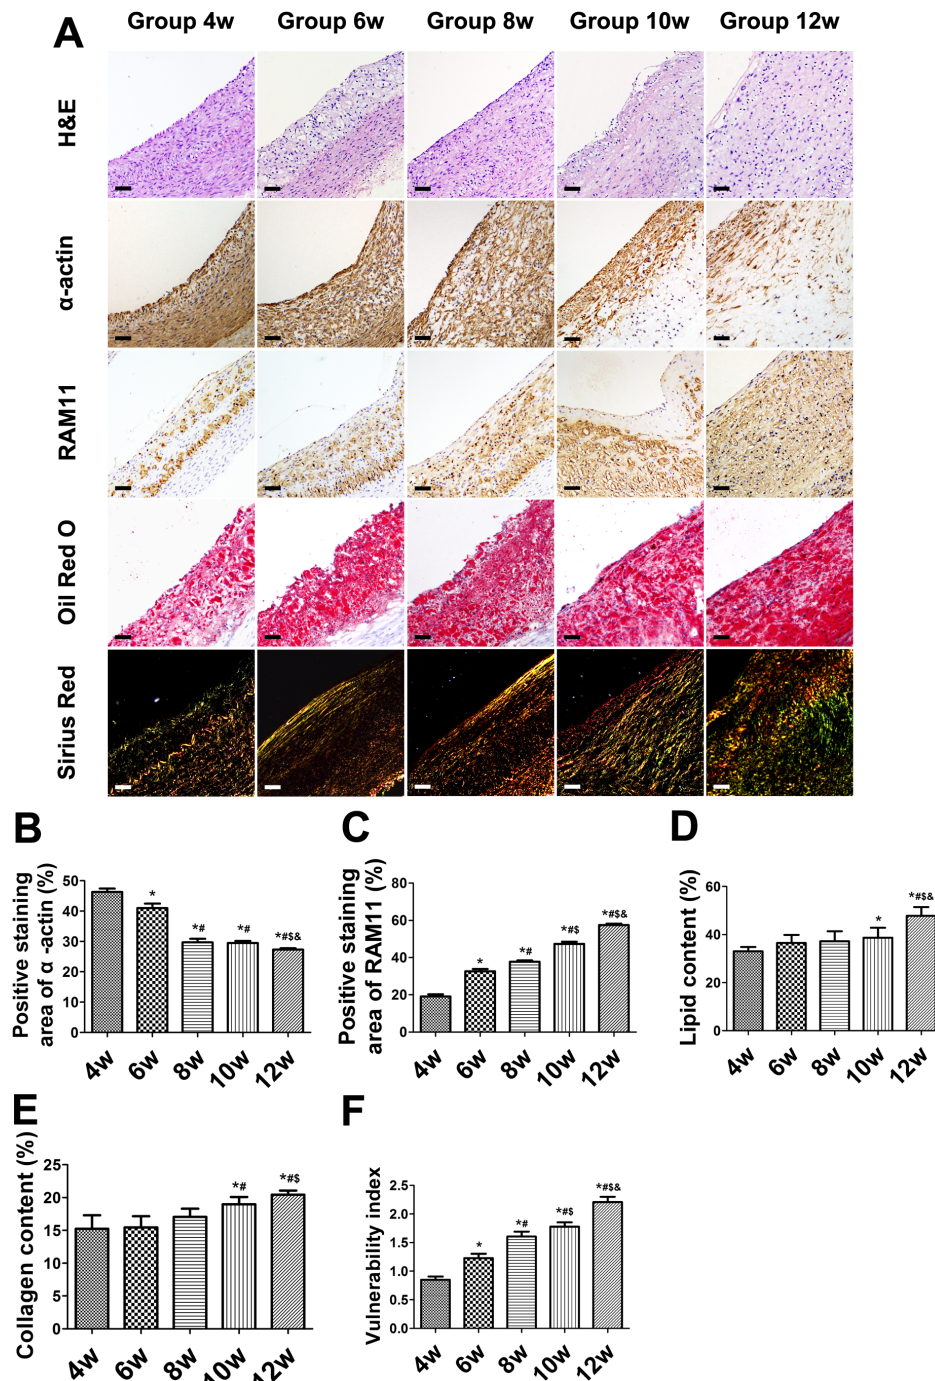 A
Group 4w Group 6w Group 8w Group 10w Group 12w
H&E
α-actin
RAM11
Oil Red O
Sirius Red
B
Positive staining
area of α -actin (%)
50
40
30
20
10
0
* *# *# *#$&
4w 6w 8w 10w 12w
C
Positive staining
area of RAM11 (%)
80
60
40
20
0
* *# *#$ *#$&
4w 6w 8w 10w 12w
D
Lipid content (%)
60
40
20
0
* *#$&
4w 6w 8w 10w 12w
E
Collagen content (%)
25
20
15
10
5
0
*# *#$
4w 6w 8w 10w 12w
F
Vulnerability index
2.5
2.0
1.5
1.0
0.5
0.0
* *# *#$ *#$&
4w 6w 8w 10w 12w